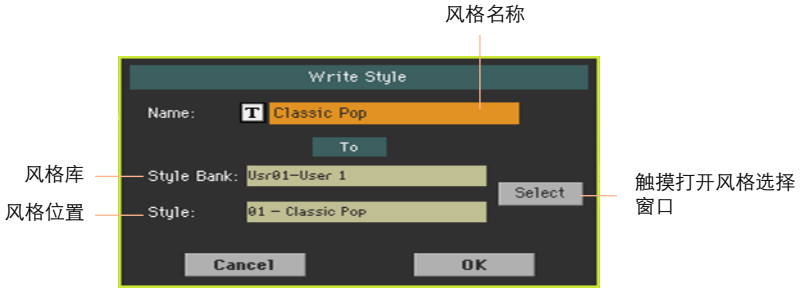 风格名称
Write Style
Name: T Classic Pop
To
风格库 Style Bank: Usr01-User 1
Select
触摸打开风格选择
窗口
风格位置 Style: 01 - Classic Pop
Cancel OK